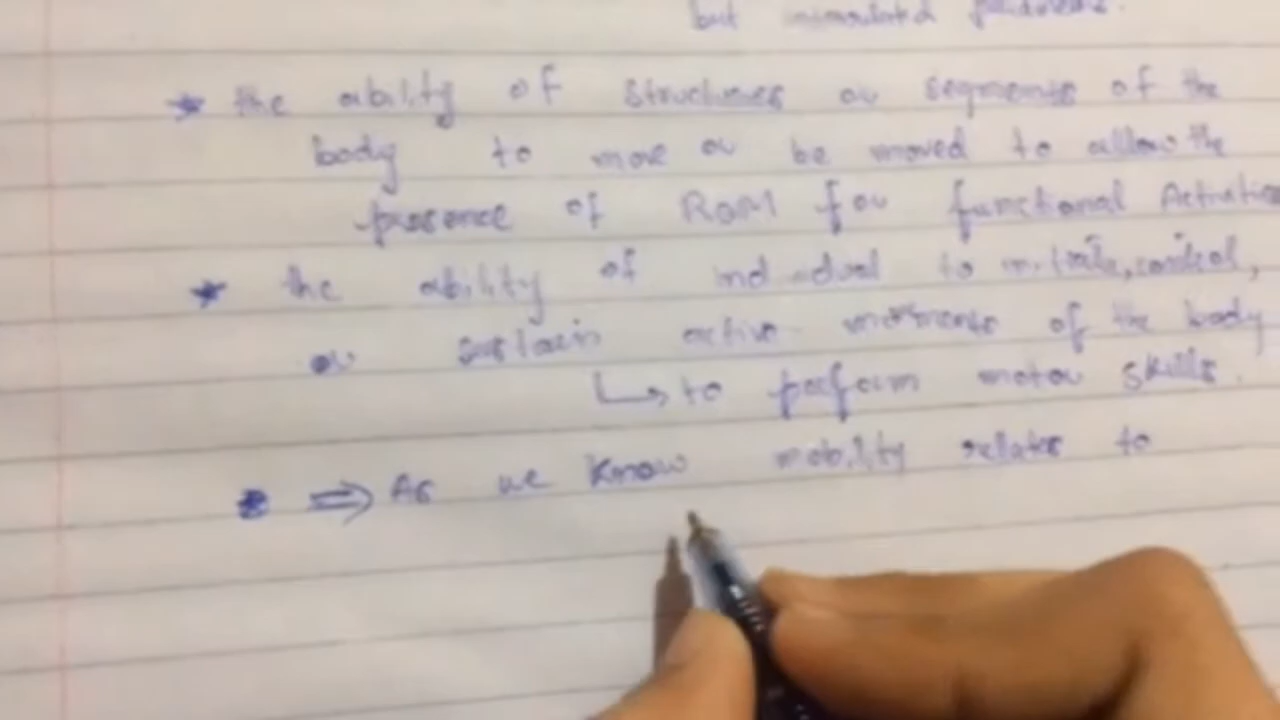 but
* the ability of structures or segments of the
body to move or be moved to allow the
presence of ROM for functional
* the ability of individual to initiate, control,
or sustain active movements of the body
↳ to perform motor skills.
⇒ As we know mobility relates to